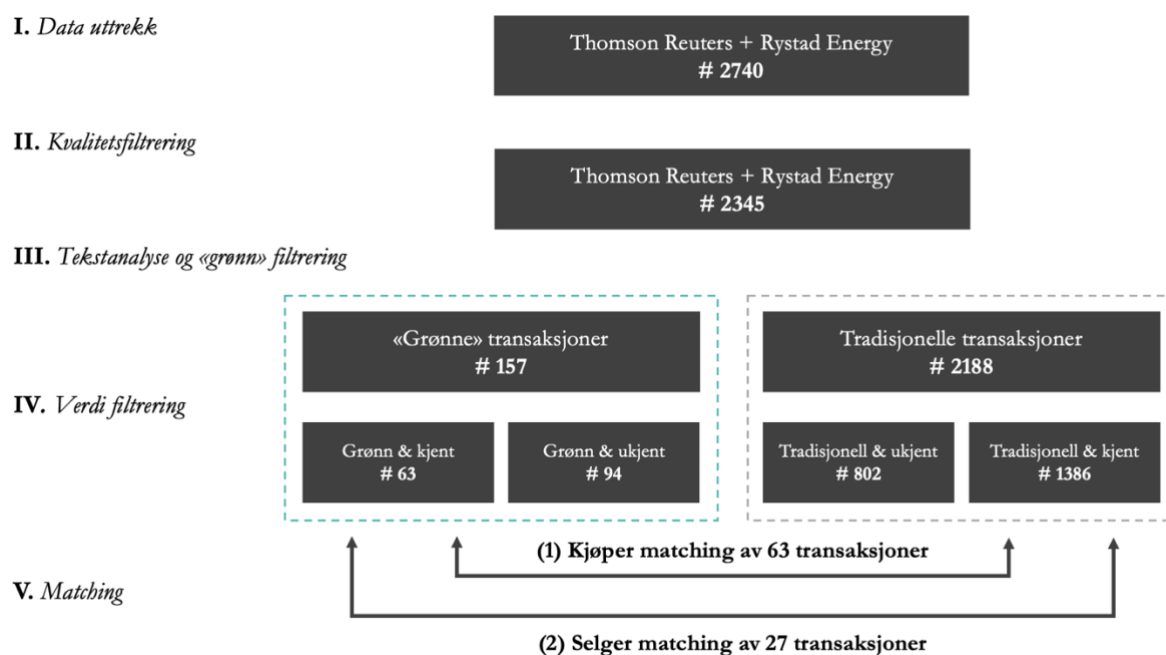 I. Data uttrekk
Thomson Reuters + Rystad Energy
# 2740
II. Kvalitetsfiltrering
Thomson Reuters + Rystad Energy
# 2345
III. Tekstanalyse og «grønn» filtrering
«Grønne» transaksjoner
# 157
Tradisjonelle transaksjoner
# 2188
IV. Verdi filtrering
Grønn & kjent
# 63
Grønn & ukjent
# 94
Tradisjonell & ukjent
# 802
Tradisjonell & kjent
# 1386
(1) Kjøper matching av 63 transaksjoner
V. Matching
(2) Selger matching av 27 transaksjoner